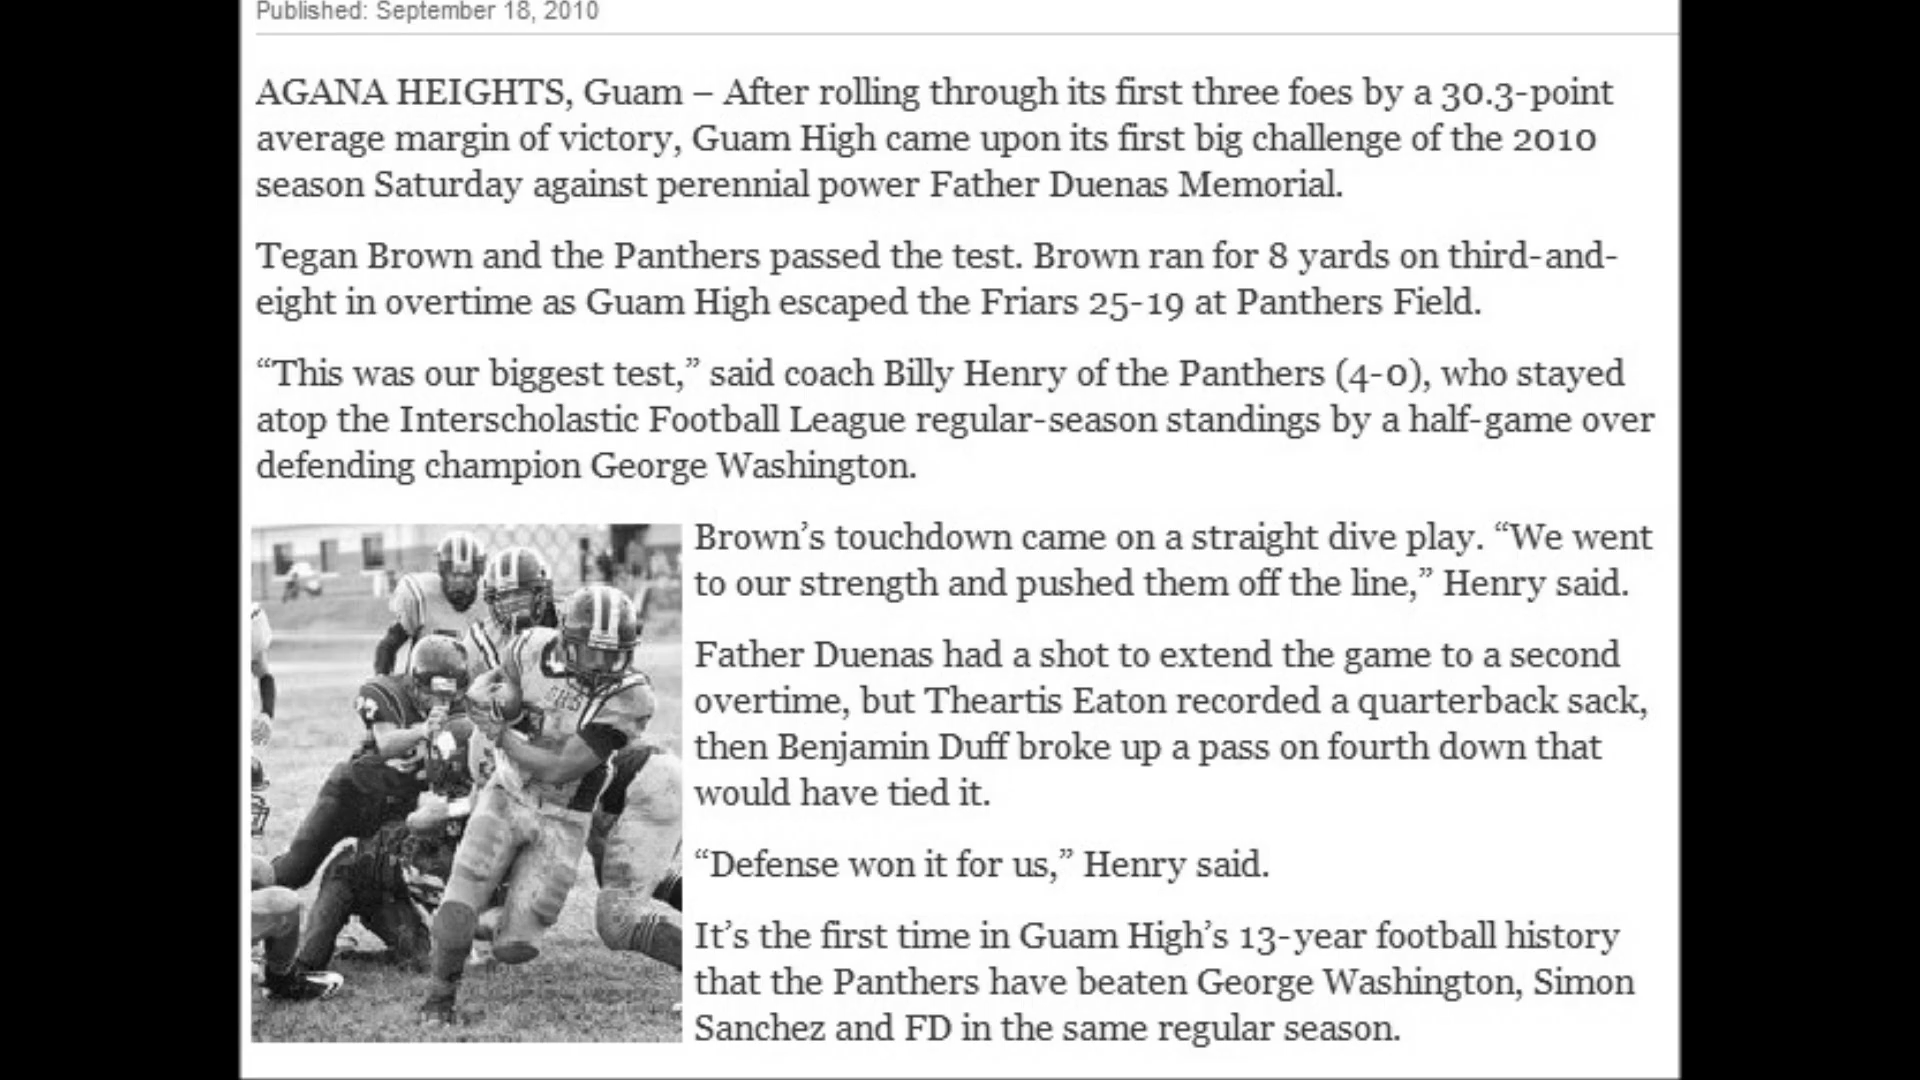 Published: September 18, 2010
AGANA HEIGHTS, Guam – After rolling through its first three foes by a 30.3-point
average margin of victory, Guam High came upon its first big challenge of the 2010
season Saturday against perennial power Father Duenas Memorial.
Tegan Brown and the Panthers passed the test. Brown ran for 8 yards on third-and-
eight in overtime as Guam High escaped the Friars 25-19 at Panthers Field.
“This was our biggest test,” said coach Billy Henry of the Panthers (4-0), who stayed
atop the Interscholastic Football League regular-season standings by a half-game over
defending champion George Washington.
Brown’s touchdown came on a straight dive play. “We went
to our strength and pushed them off the line,” Henry said.
Father Duenas had a shot to extend the game to a second
overtime, but Theartis Eaton recorded a quarterback sack,
then Benjamin Duff broke up a pass on fourth down that
would have tied it.
“Defense won it for us,” Henry said.
It’s the first time in Guam High’s 13-year football history
that the Panthers have beaten George Washington, Simon
Sanchez and FD in the same regular season.